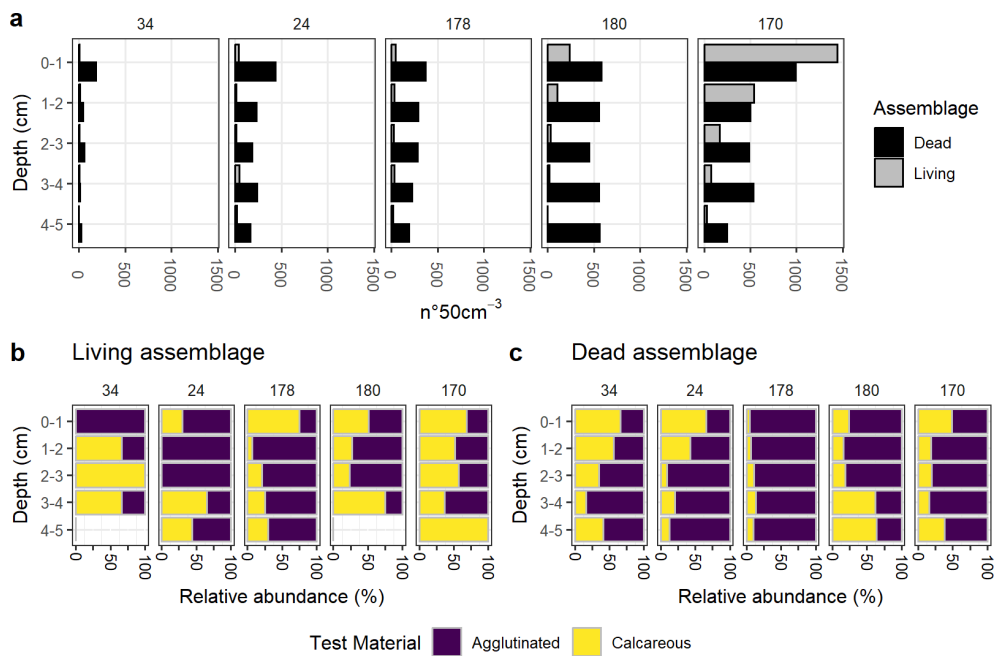 a
34 24 178 180 170
Depth (cm)
0-1
1-2
2-3
3-4
4-5
0 500 1000 1500 0 500 1000 1500 0 500 1000 1500 0 500 1000 1500 0 500 1000 1500
n°50cm⁻³
Assemblage
Dead
Living
b Living assemblage
34 24 178 180 170
Depth (cm)
0-1
1-2
2-3
3-4
4-5
0 50 100 0 50 100 0 50 100 0 50 100 0 50 100
Relative abundance (%)
c Dead assemblage
34 24 178 180 170
Depth (cm)
0-1
1-2
2-3
3-4
4-5
0 50 100 0 50 100 0 50 100 0 50 100 0 50 100
Relative abundance (%)
Test Material Agglutinated Calcareous